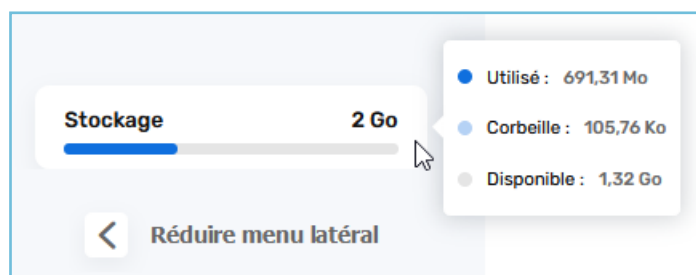 Stockage 2 Go
Utilisé : 691,31 Mo
Corbeille : 105,76 Ko
Disponible : 1,32 Go
Réduire menu latéral